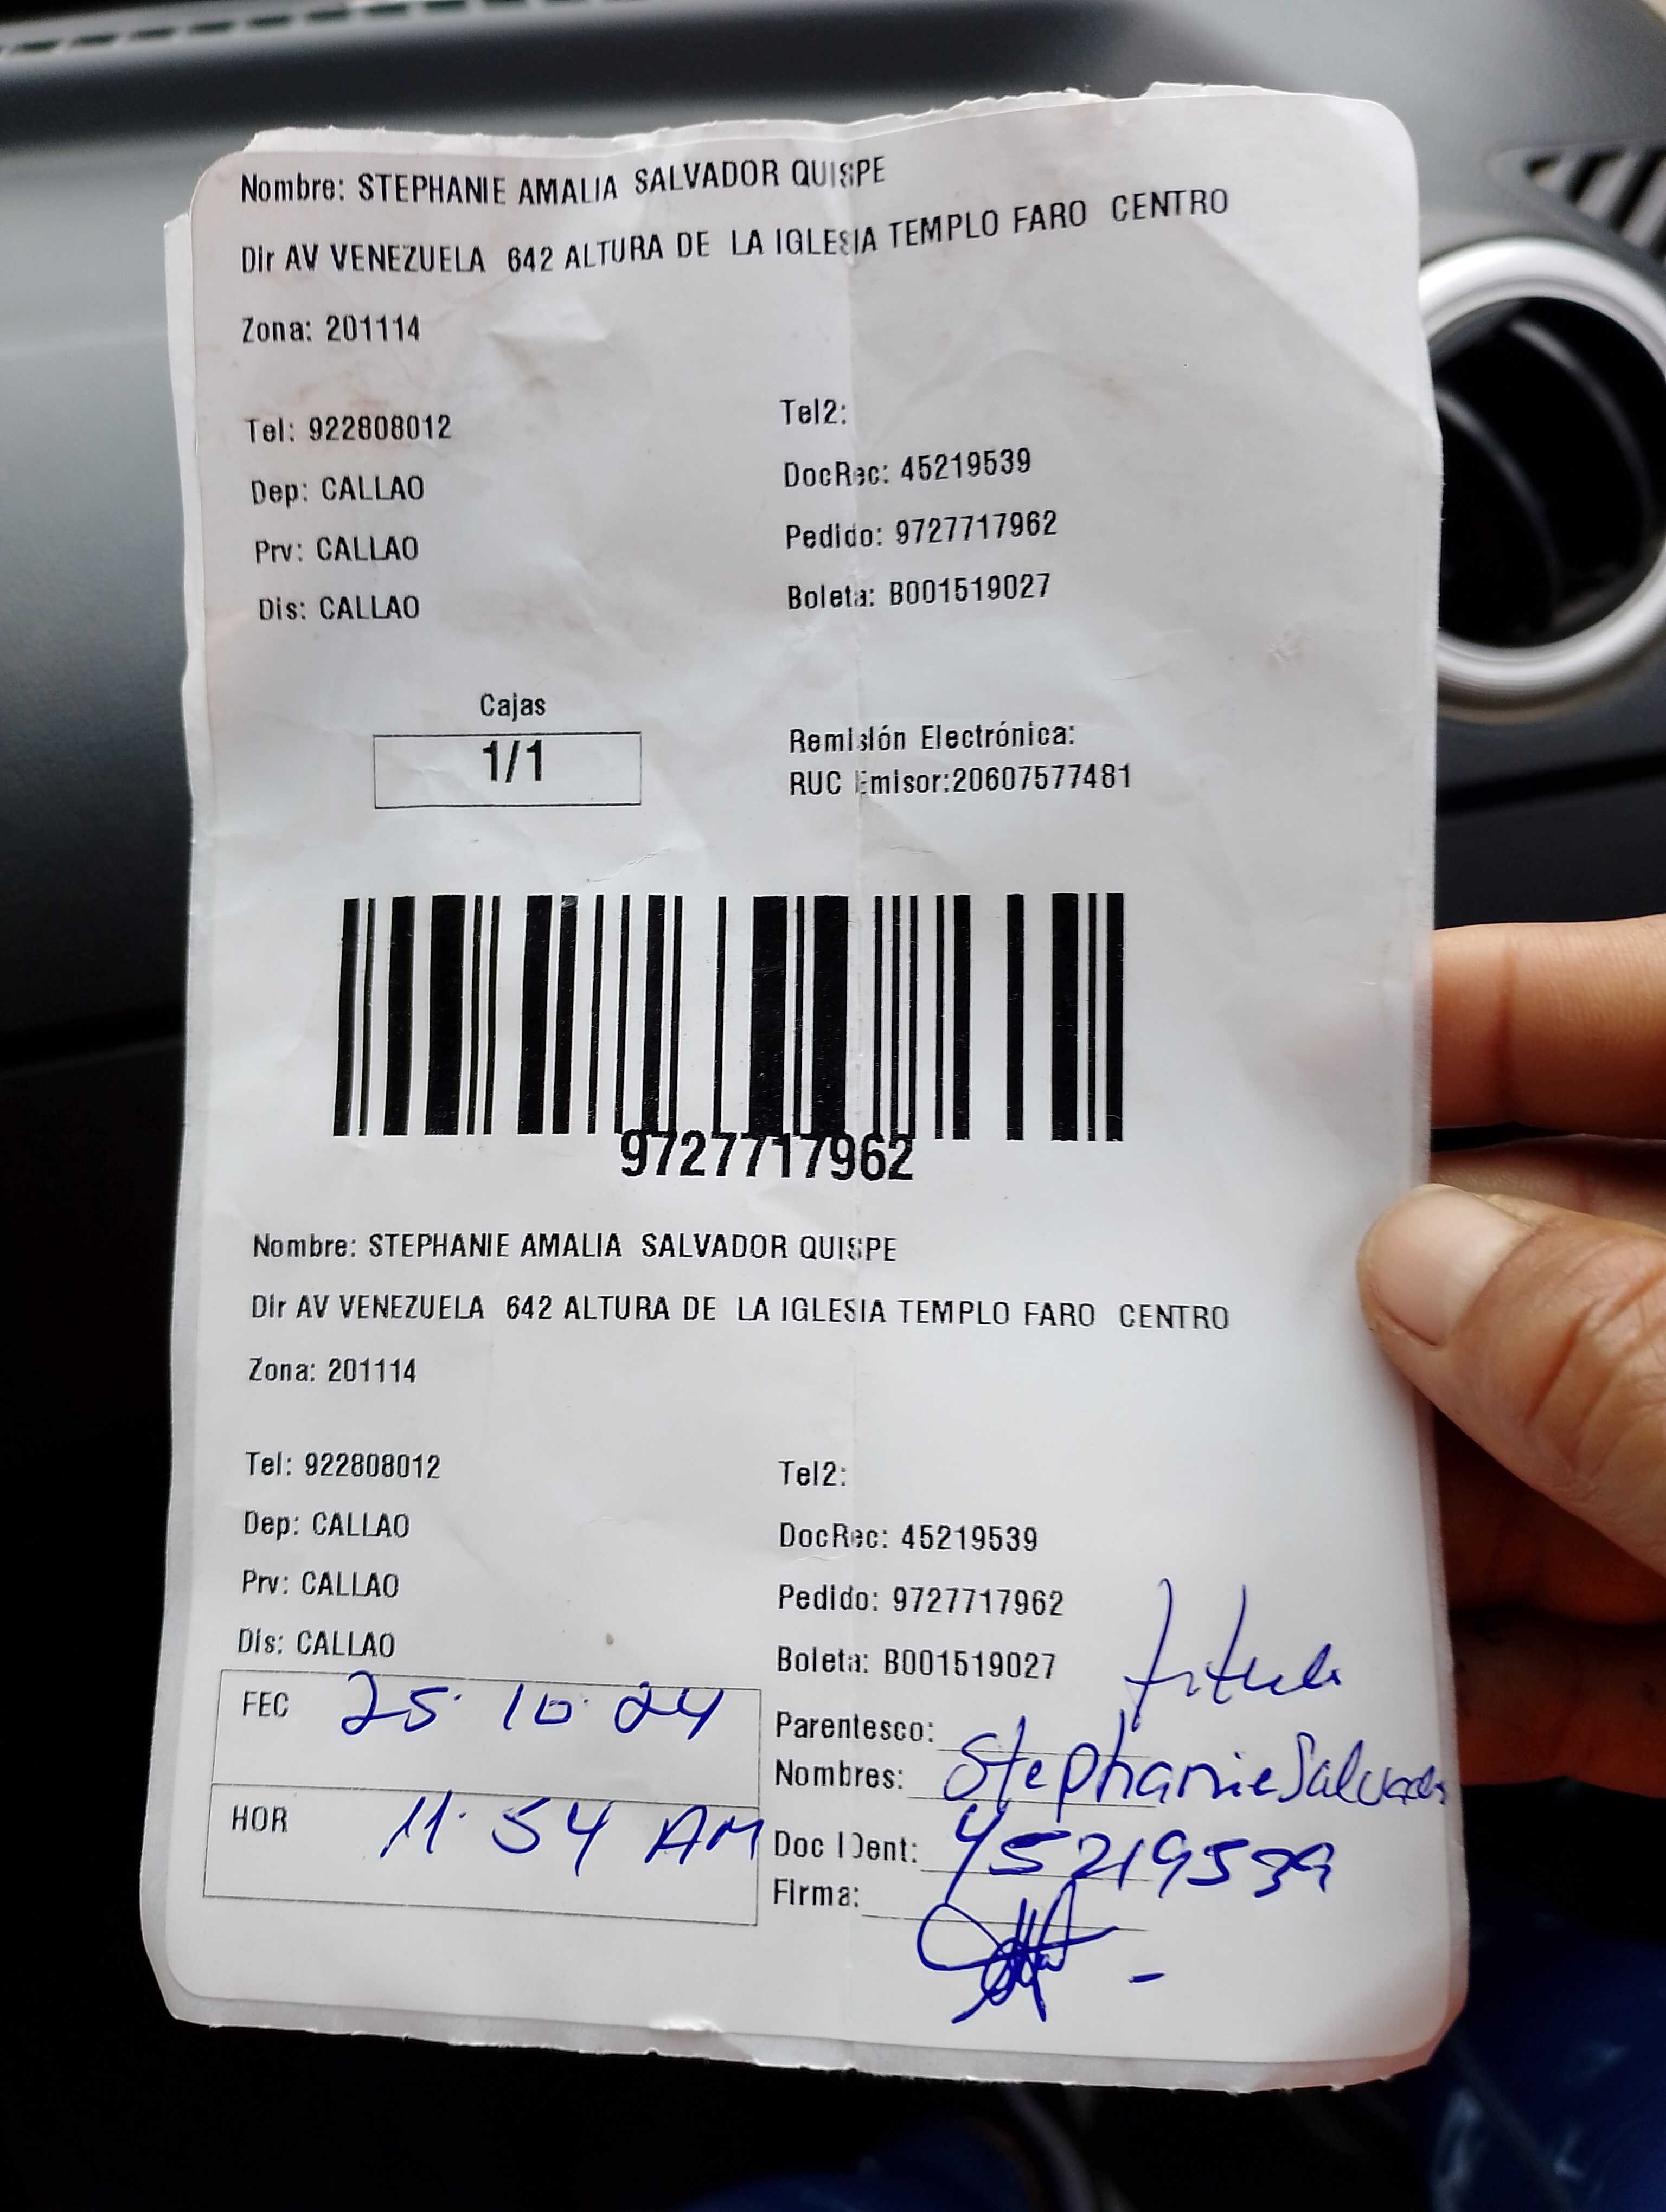 Nombre: STEPHANIE AMALIA SALVADOR QUISPE
Dir AV VENEZUELA 642 ALTURA DE LA IGLESIA TEMPLO FARO CENTRO
Zona: 201114
Tel: 922808012
Tel2:
Dep: CALLAO
DocRec: 45219539
Prv: CALLAO
Pedido: 9727717962
Dis: CALLAO
Boleta: B001519027
Cajas
1/1
Remisión Electrónica:
RUC Emisor:20607577481
9727717962
Nombre: STEPHANIE AMALIA SALVADOR QUISPE
Dir AV VENEZUELA 642 ALTURA DE LA IGLESIA TEMPLO FARO CENTRO
Zona: 201114
Tel: 922808012
Tel2:
Dep: CALLAO
DocRec: 45219539
Prv: CALLAO
Pedido: 9727717962
Dis: CALLAO
Boleta: B001519027
FEC 25.10.24
Parentesco:
Nombres: Stephanie Salvador
HOR 11.54 AM
Doc IDent: 45219539
Firma: